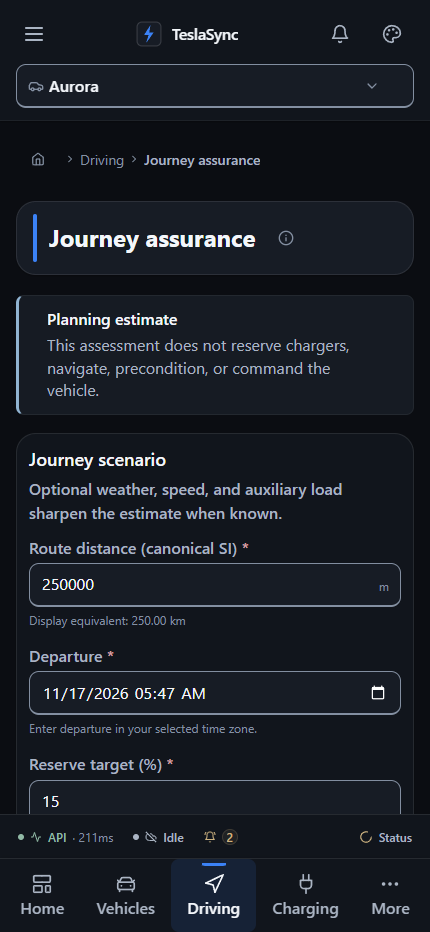 TeslaSync
Aurora
Driving
Journey assurance
Journey assurance
Planning estimate
This assessment does not reserve chargers,
navigate, precondition, or command the
vehicle.
Journey scenario
Optional weather, speed, and auxiliary load
sharpen the estimate when known.
Route distance (canonical SI) *
250000
m
Display equivalent: 250.00 km
Departure *
11/17/2026 05:47 AM
Enter departure in your selected time zone.
Reserve target (%) *
15
API · 211ms
Idle
2
Status
Home
Vehicles
Driving
Charging
More